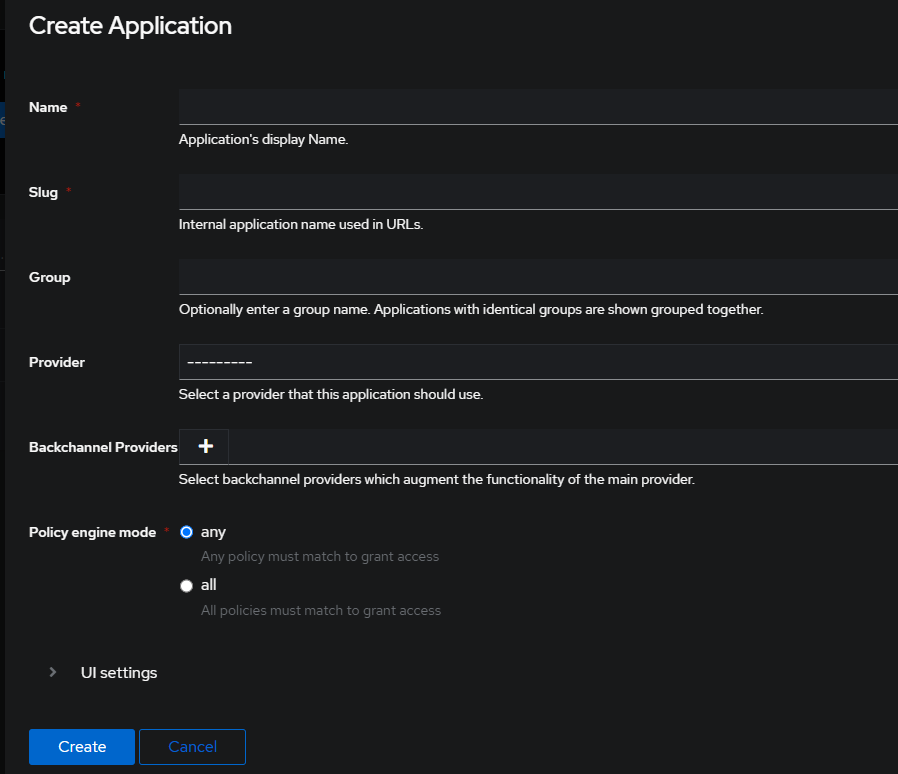 Create Application
Name *
Application's display Name.
Slug *
Internal application name used in URLs.
Group
Optionally enter a group name. Applications with identical groups are shown grouped together.
Provider
---------
Select a provider that this application should use.
Backchannel Providers
Select backchannel providers which augment the functionality of the main provider.
Policy engine mode *
any
Any policy must match to grant access
all
All policies must match to grant access
UI settings
Create
Cancel